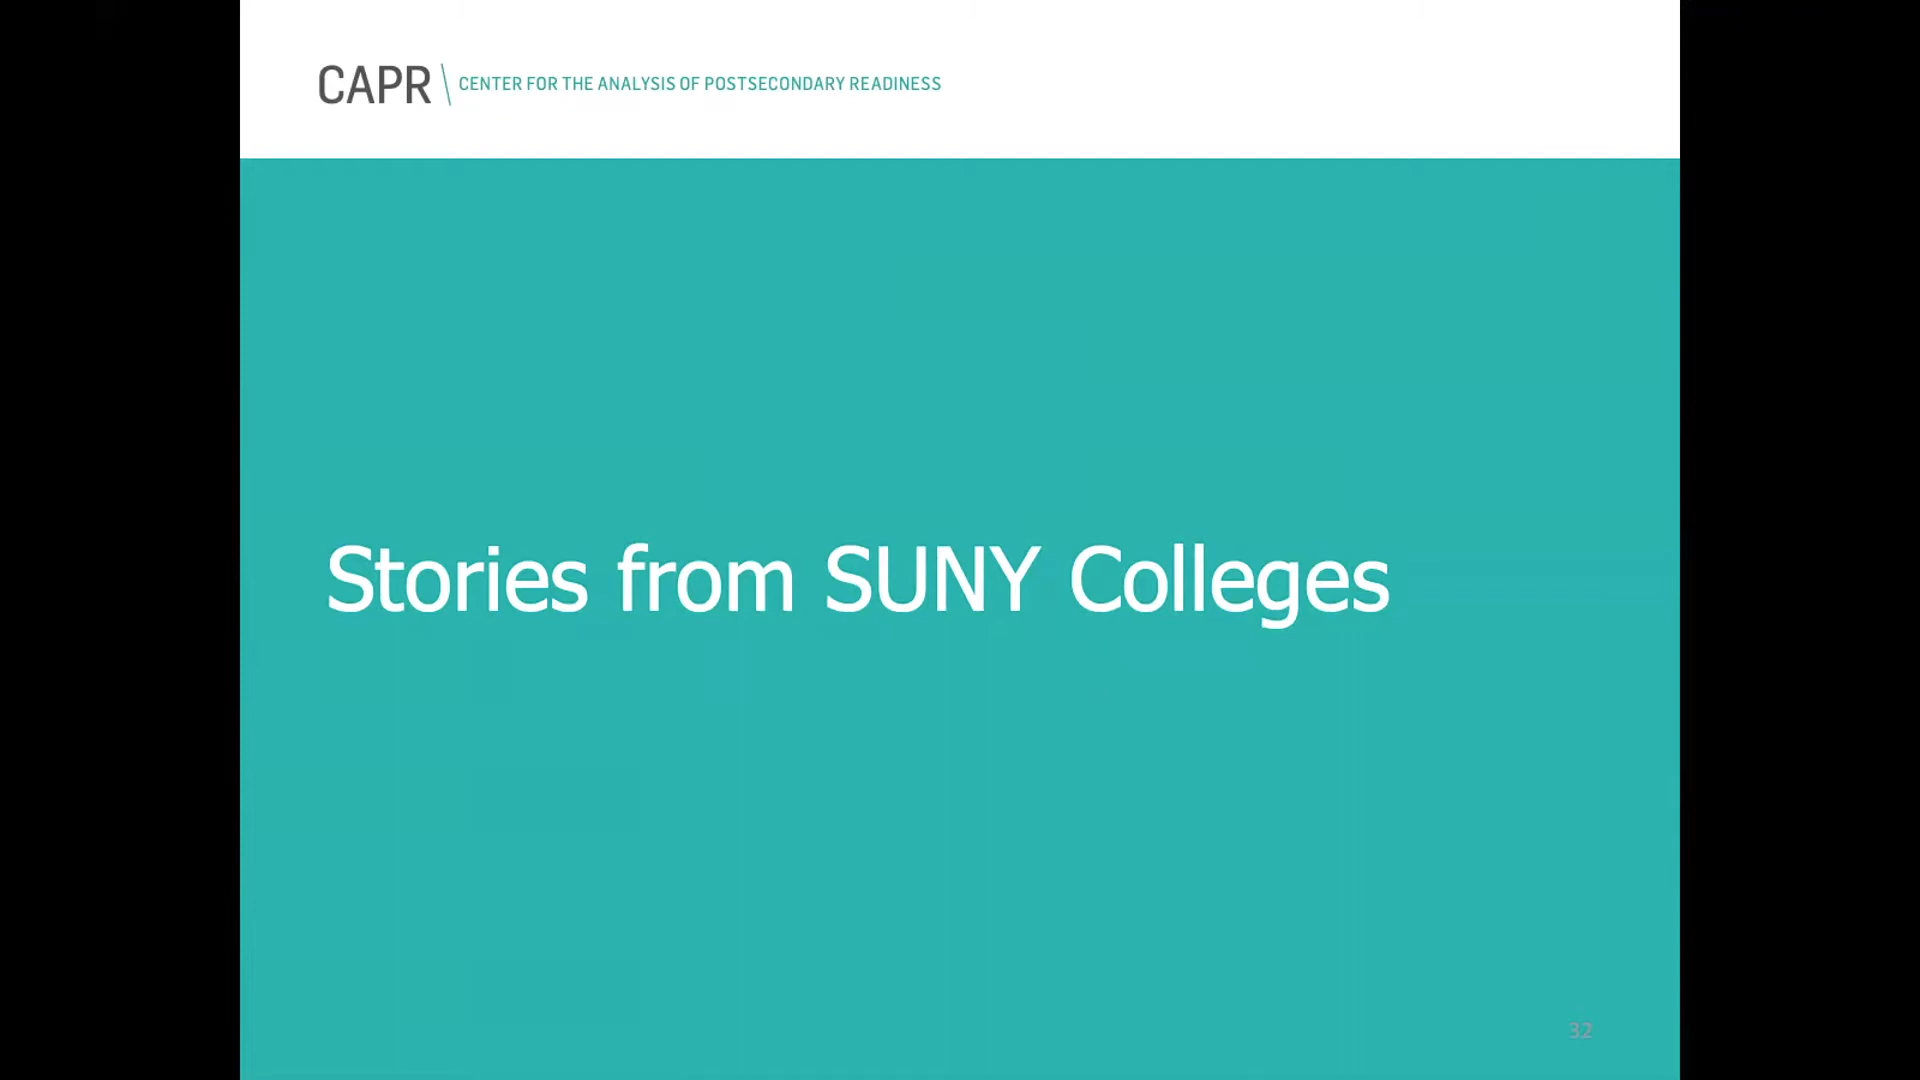 CAPR \ CENTER FOR THE ANALYSIS OF POSTSECONDARY READINESS
Stories from SUNY Colleges
32